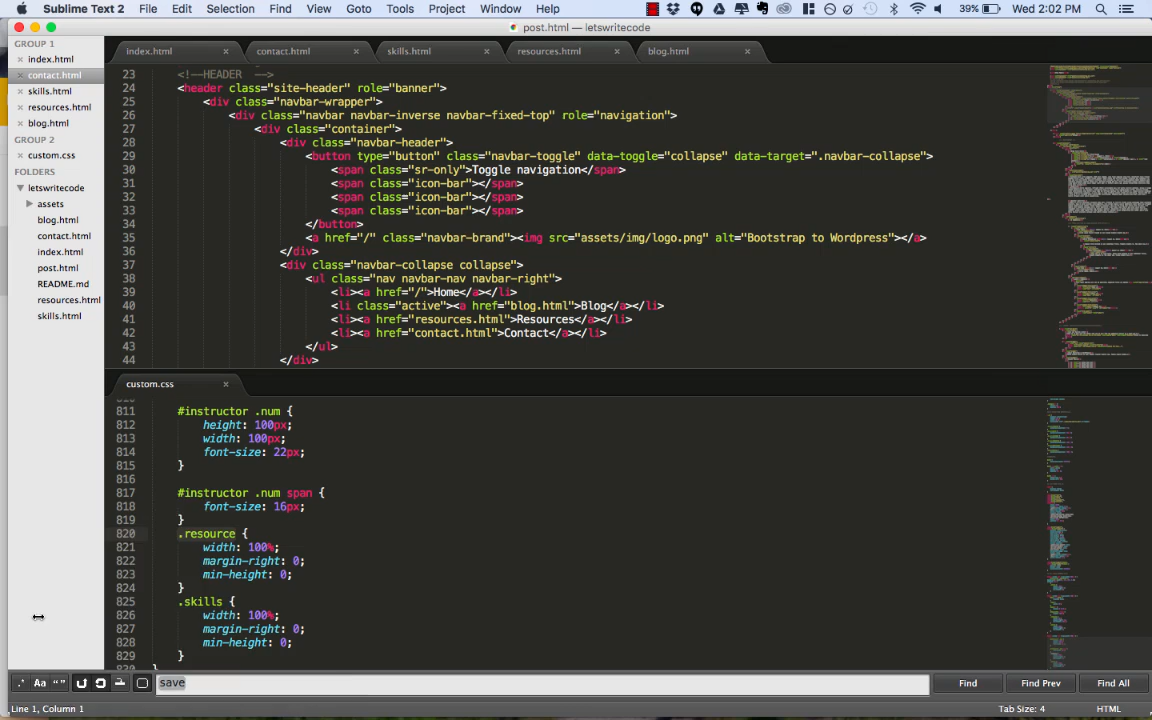 Sublime Text 2 File Edit Selection Find View Goto Tools Project Window Help 39% Wed 2:02 PM
post.html — letswritecode
GROUP 1
index.html
contact.html
skills.html
resources.html
blog.html
GROUP 2
custom.css
FOLDERS
letswritecode
assets
blog.html
contact.html
index.html
post.html
README.md
resources.html
skills.html
index.html × contact.html × skills.html × resources.html × blog.html ×
23 <!--HEADER -->
24 <header class="site-header" role="banner">
25 <div class="navbar-wrapper">
26 <div class="navbar navbar-inverse navbar-fixed-top" role="navigation">
27 <div class="container">
28 <div class="navbar-header">
29 <button type="button" class="navbar-toggle" data-toggle="collapse" data-target=".navbar-collapse">
30 <span class="sr-only">Toggle navigation</span>
31 <span class="icon-bar"></span>
32 <span class="icon-bar"></span>
33 <span class="icon-bar"></span>
34 </button>
35 <a href="/" class="navbar-brand"><img src="assets/img/logo.png" alt="Bootstrap to Wordpress"></a>
36 </div>
37 <div class="navbar-collapse collapse">
38 <ul class="nav navbar-nav navbar-right">
39 <li><a href="/">Home</a></li>
40 <li class="active"><a href="blog.html">Blog</a></li>
41 <li><a href="resources.html">Resources</a></li>
42 <li><a href="contact.html">Contact</a></li>
43 </ul>
44 </div>
custom.css ×
811 #instructor .num {
812 height: 100px;
813 width: 100px;
814 font-size: 22px;
815 }
816
817 #instructor .num span {
818 font-size: 16px;
819 }
820 .resource {
821 width: 100%;
822 margin-right: 0;
823 min-height: 0;
824 }
825 .skills {
826 width: 100%;
827 margin-right: 0;
828 min-height: 0;
829 }
.* Aa “” save Find Find Prev Find All
Line 1, Column 1 Tab Size: 4 HTML